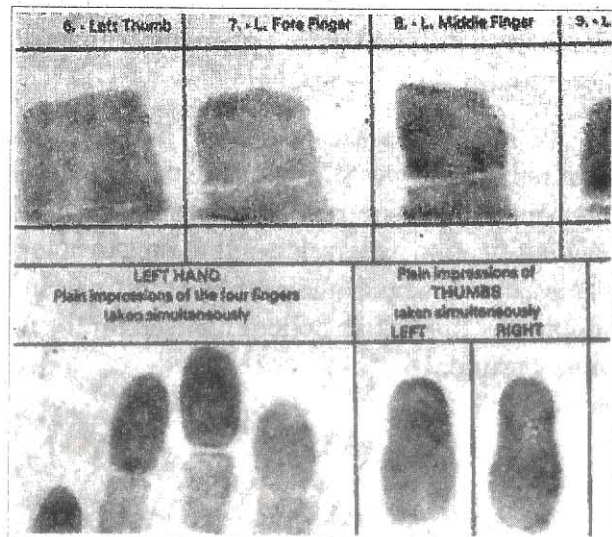 6. - Left Thumb
7. - L. Fore Finger
8. - L. Middle Finger
9. - L
LEFT HAND
Plain impressions of the four fingers
taken simultaneously
Plain impressions of
THUMBS
taken simultaneously
LEFT
RIGHT